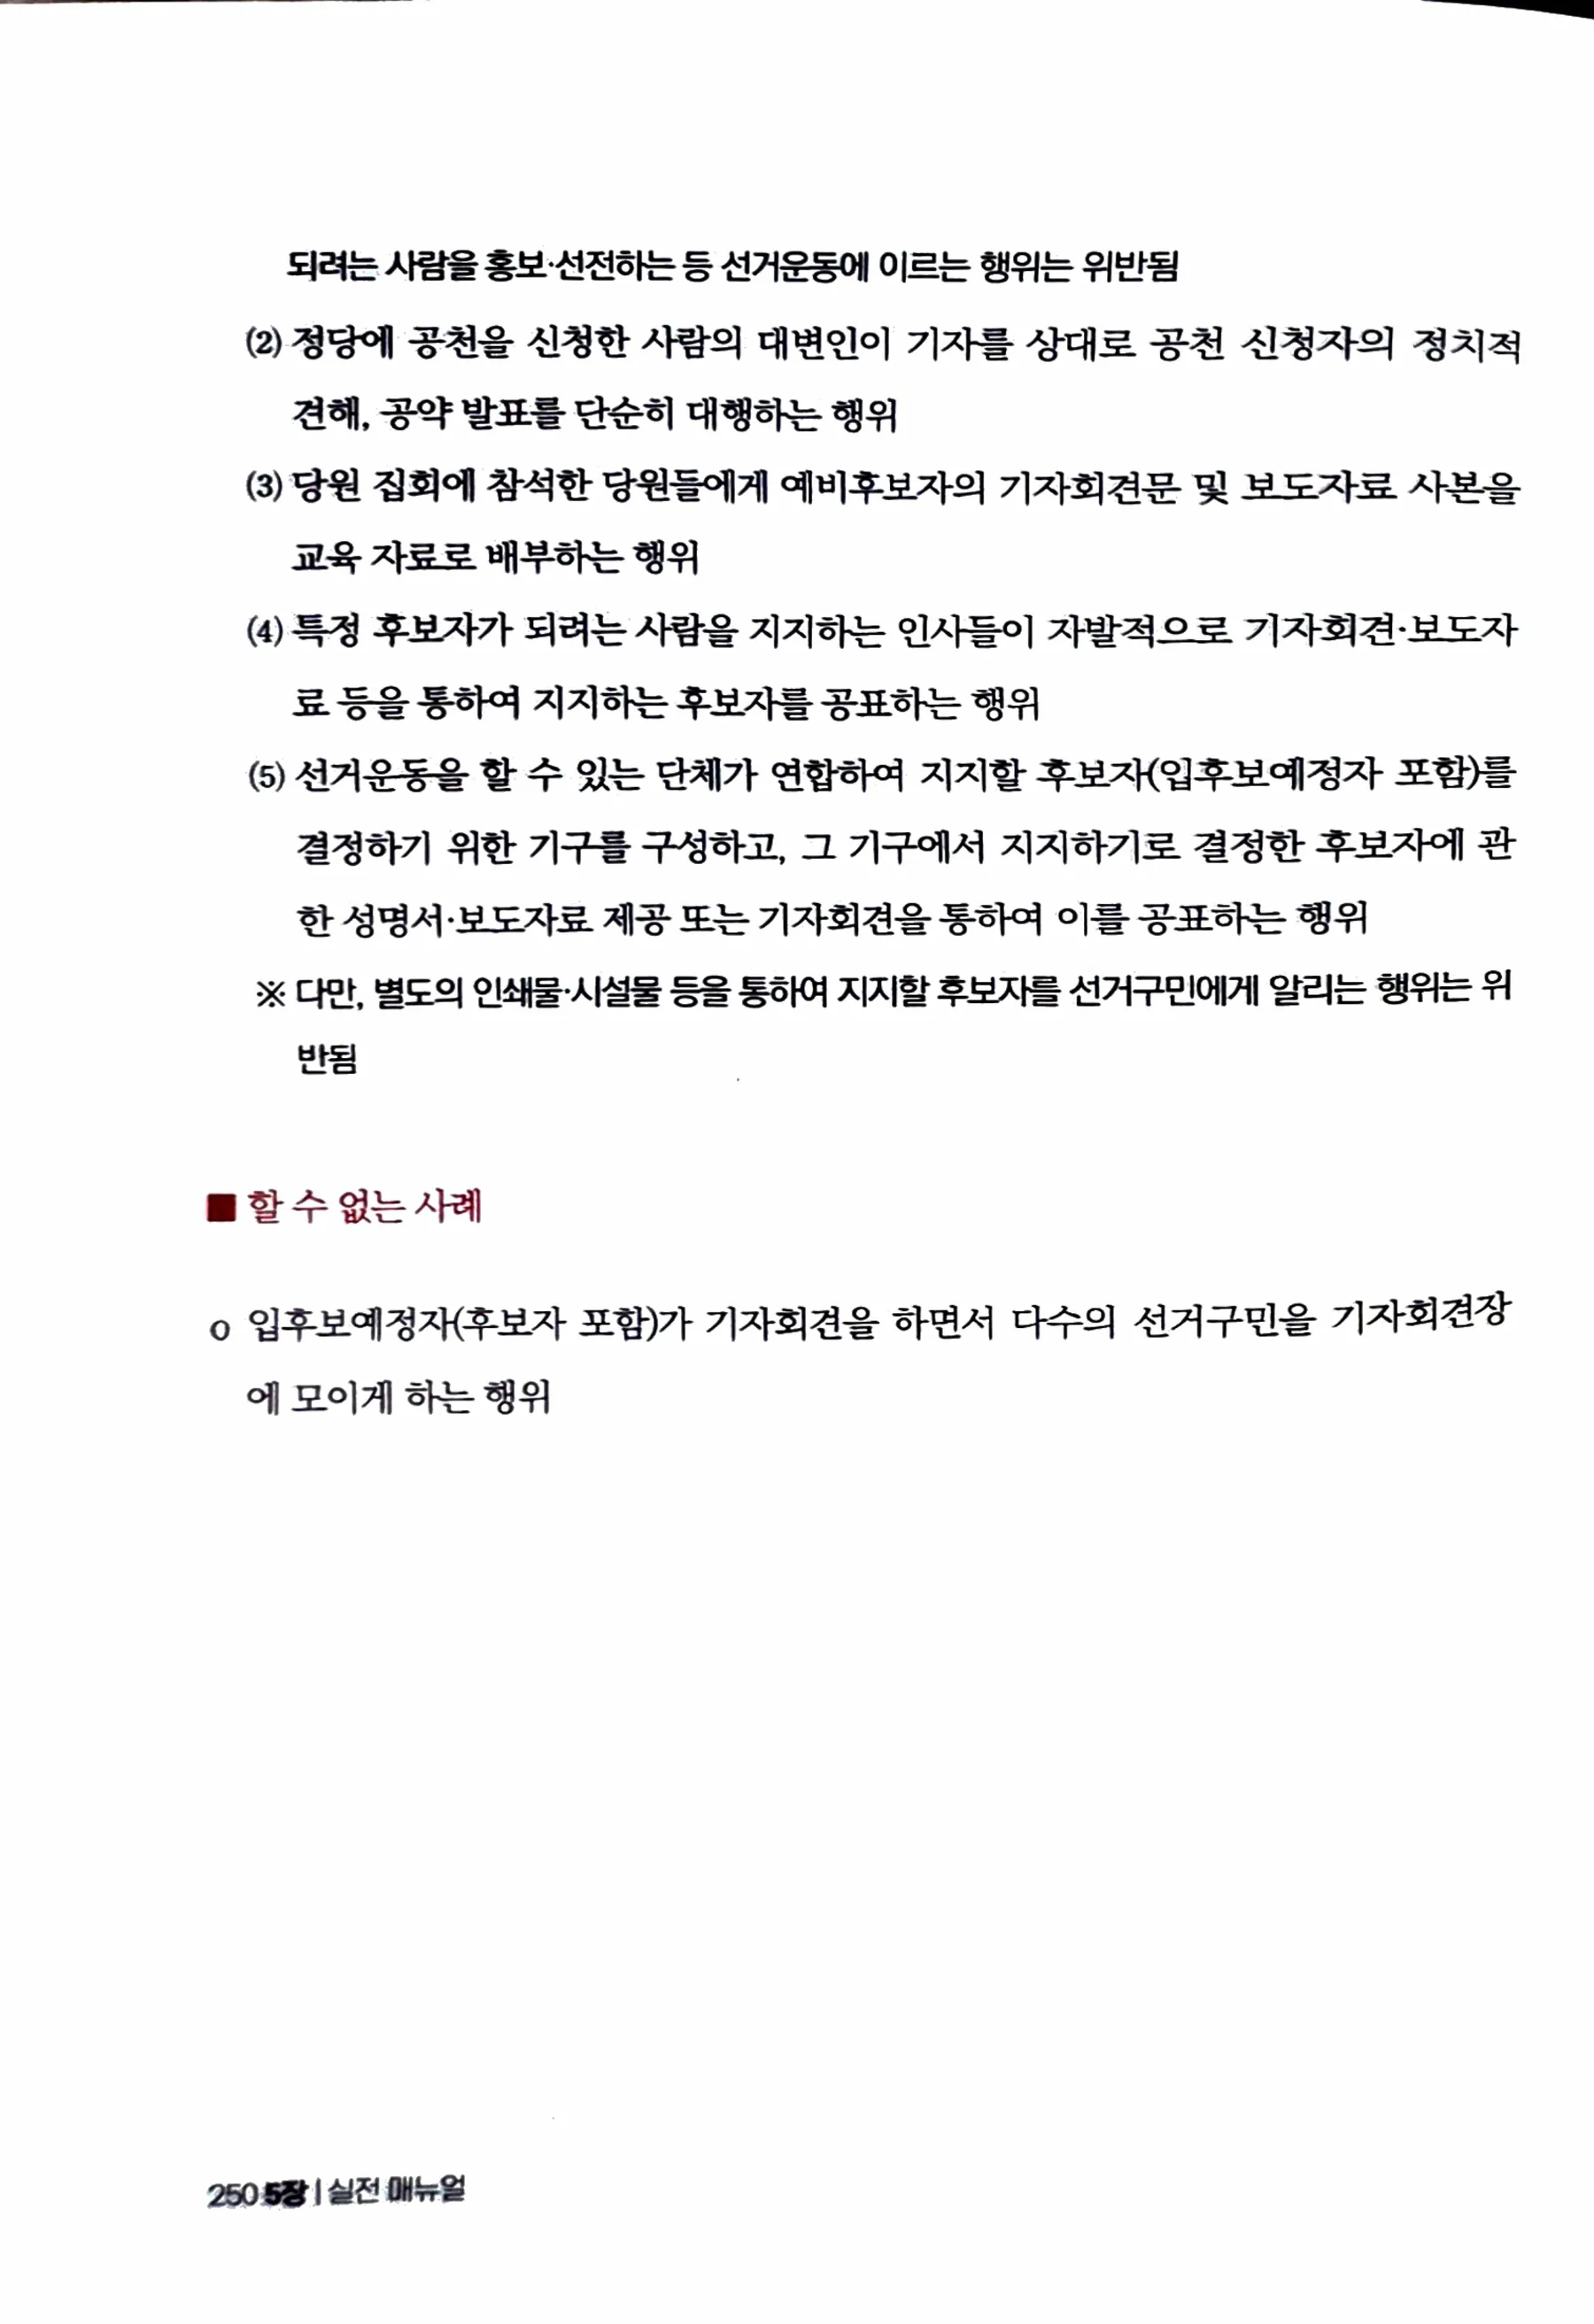 되려는 사람을 홍보·선전하는 등 선거운동에 이르는 행위는 위반됨
(2) 정당에 공천을 신청한 사람의 대변인이 기자를 상대로 공천 신청자의 정치적
견해, 공약 발표를 단순히 대행하는 행위
(3) 당원 집회에 참석한 당원들에게 예비후보자의 기자회견문 및 보도자료 사본을
교육 자료로 배부하는 행위
(4) 특정 후보자가 되려는 사람을 지지하는 인사들이 자발적으로 기자회견·보도자
료 등을 통하여 지지하는 후보자를 공표하는 행위
(5) 선거운동을 할 수 있는 단체가 연합하여 지지할 후보자(입후보예정자 포함)를
결정하기 위한 기구를 구성하고, 그 기구에서 지지하기로 결정한 후보자에 관
한 성명서·보도자료 제공 또는 기자회견을 통하여 이를 공표하는 행위
※ 다만, 별도의 인쇄물·시설물 등을 통하여 지지할 후보자를 선거구민에게 알리는 행위는 위
반됨
■ 할 수 없는 사례
o 입후보예정자(후보자 포함)가 기자회견을 하면서 다수의 선거구민을 기자회견장
에 모이게 하는 행위
250 5장 | 실전 매뉴얼